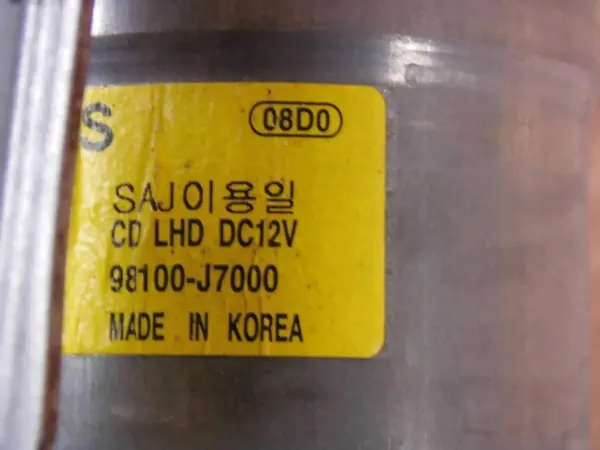 S 08D0
SAJ이용일
CD LHD DC12V
98100-J7000
MADE IN KOREA